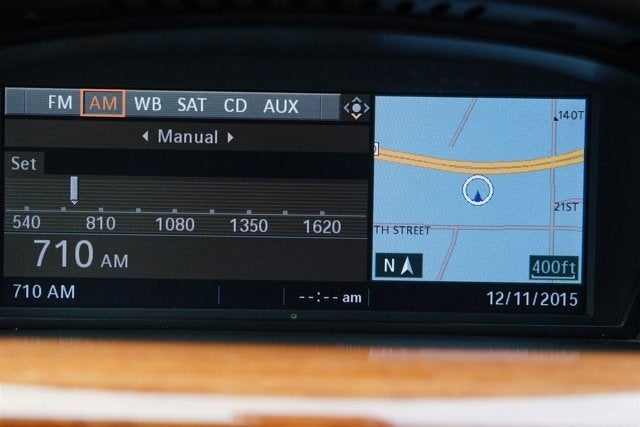 FM AM WB SAT CD AUX
Manual
Set
540 810 1080 1350 1620
710 AM
710 AM
--:-- am
140T
21ST
TH STREET
N
400ft
12/11/2015